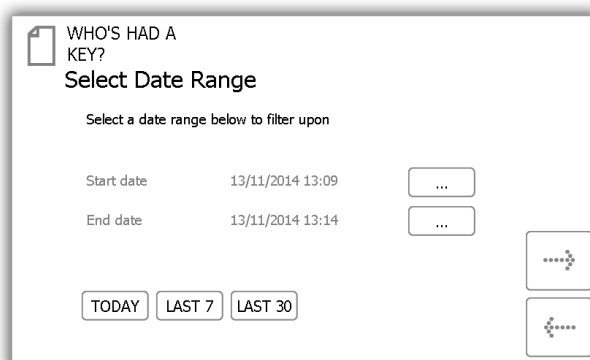 WHO'S HAD A
KEY?
Select Date Range
Select a date range below to filter upon
Start date 13/11/2014 13:09 ...
End date 13/11/2014 13:14 ...
TODAY LAST 7 LAST 30